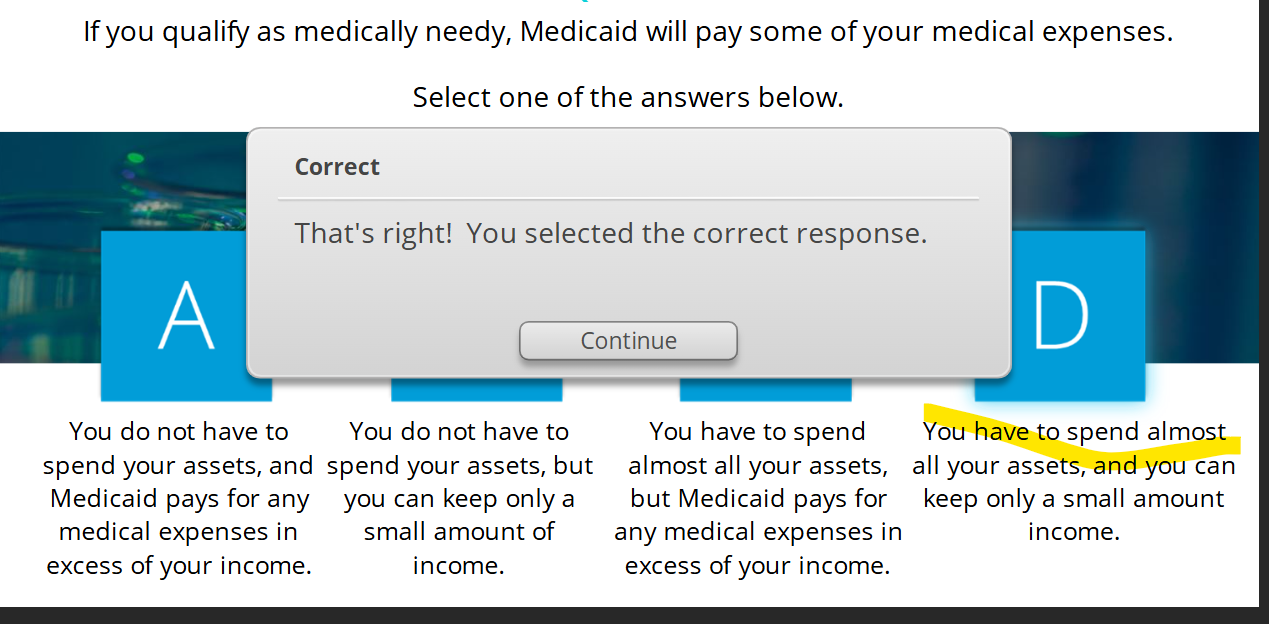 If you qualify as medically needy, Medicaid will pay some of your medical expenses.
Select one of the answers below.
Correct
That's right! You selected the correct response.
Continue
A
D
You do not have to
spend your assets, and
Medicaid pays for any
medical expenses in
excess of your income.
You do not have to
spend your assets, but
you can keep only a
small amount of
income.
You have to spend
almost all your assets,
but Medicaid pays for
any medical expenses in
excess of your income.
You have to spend almost
all your assets, and you can
keep only a small amount
income.